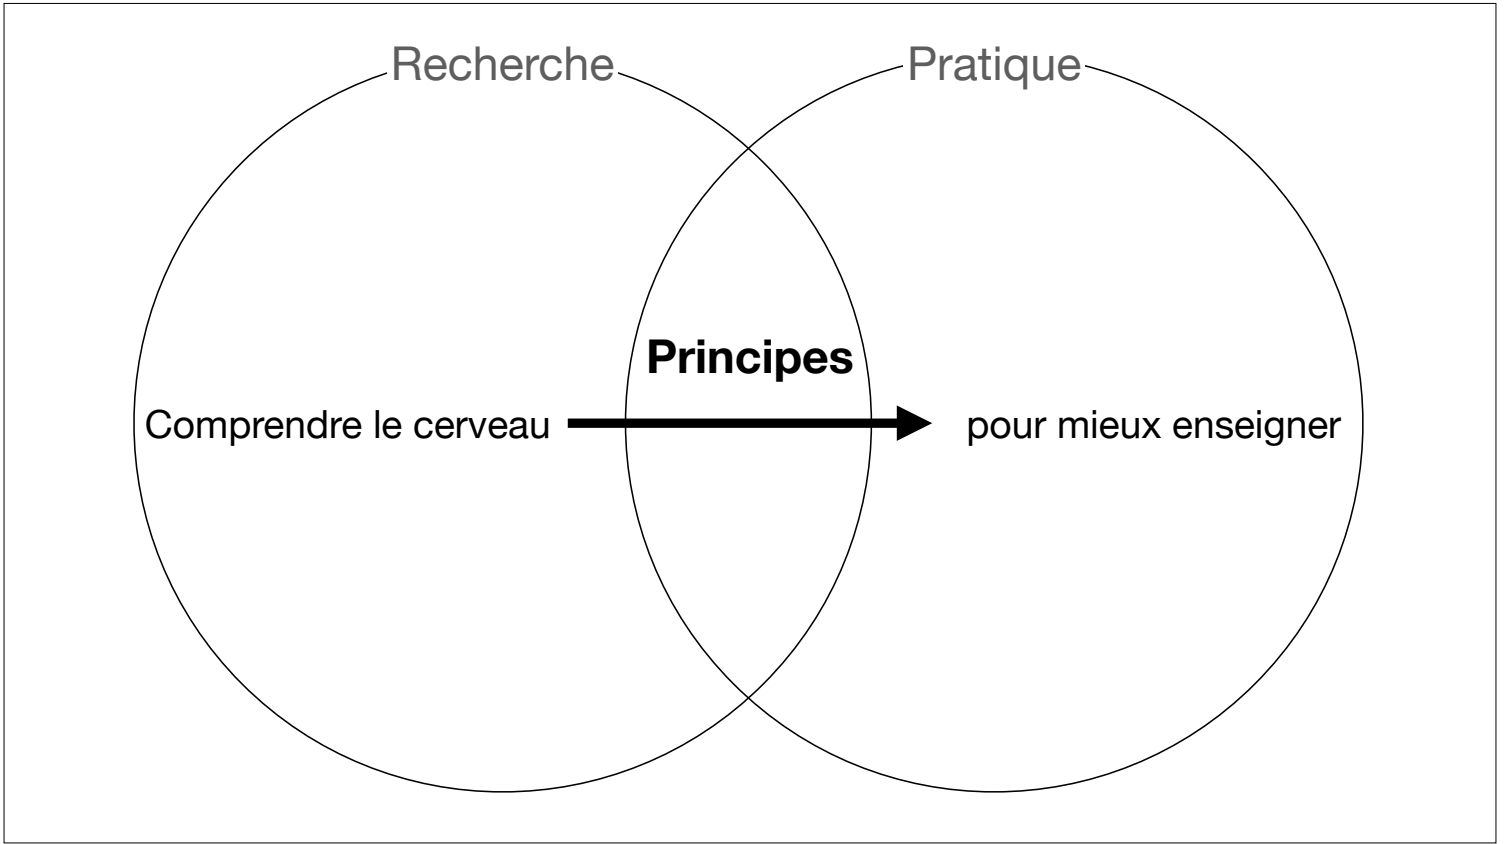 Recherche
Pratique
Principes
Comprendre le cerveau
pour mieux enseigner